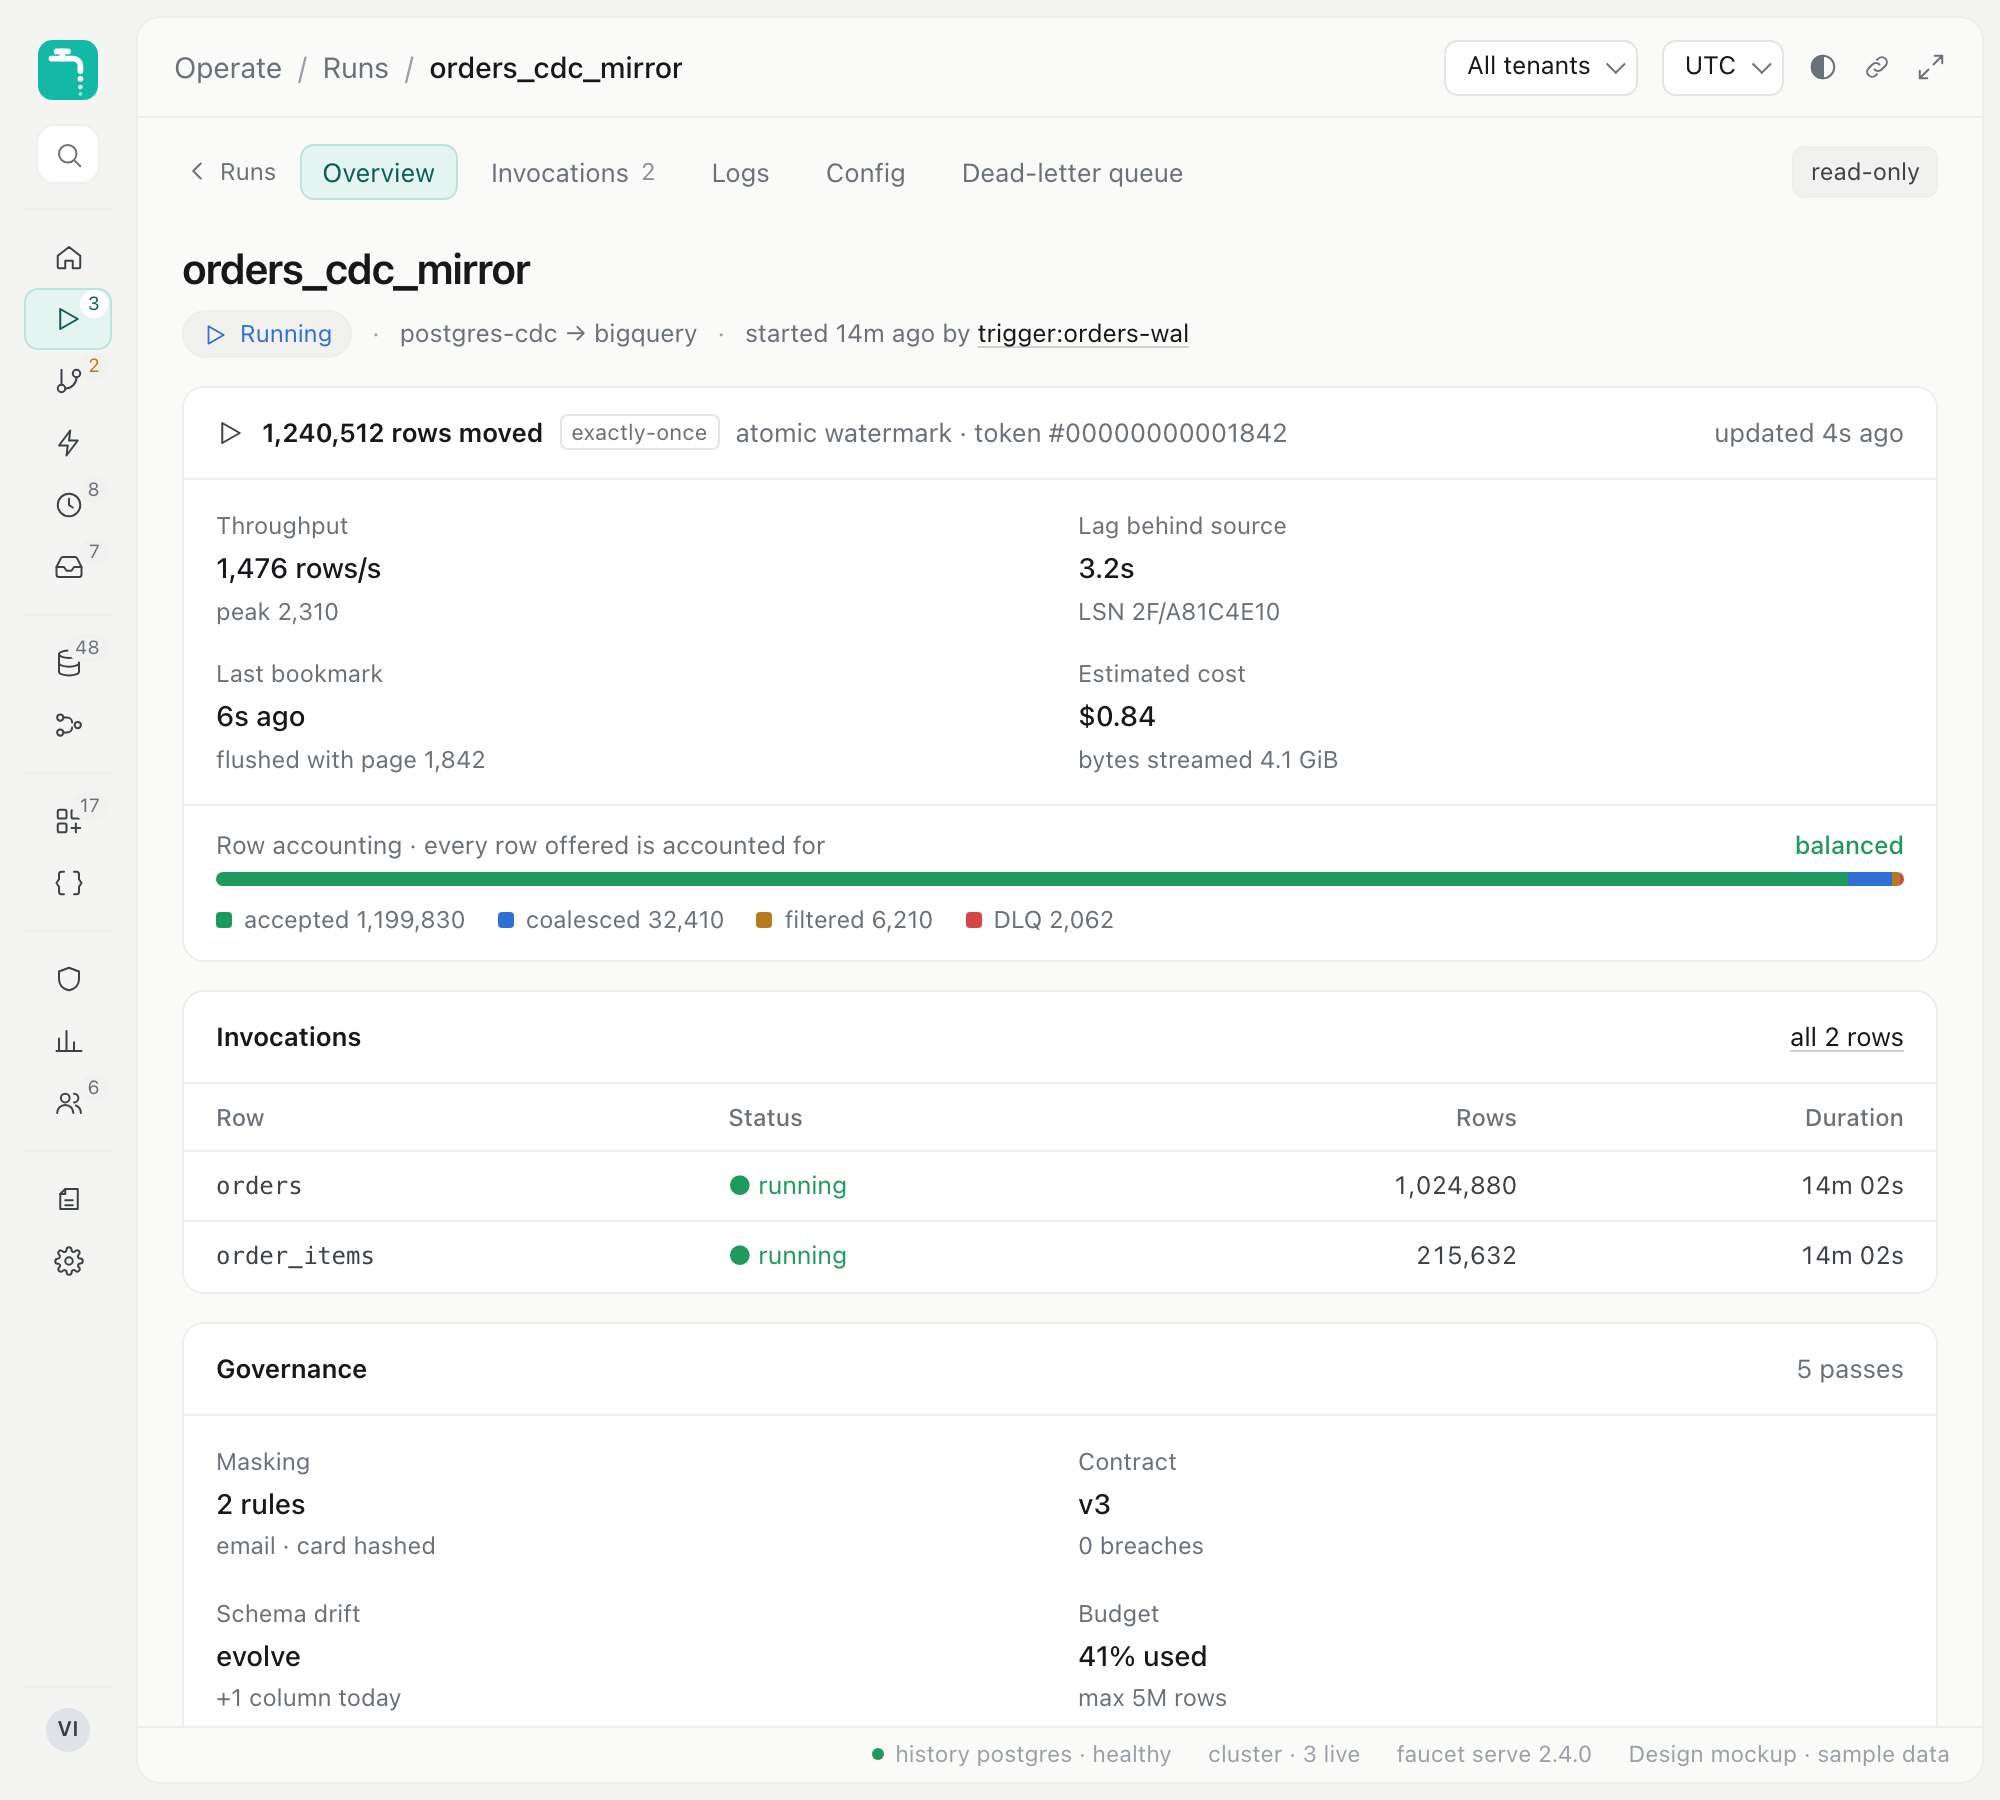 Operate / Runs / orders_cdc_mirror
All tenants
UTC
Runs
Overview
Invocations 2
Logs
Config
Dead-letter queue
read-only
3
2
8
7
48
17
6
VI
orders_cdc_mirror
Running · postgres-cdc → bigquery · started 14m ago by trigger:orders-wal
1,240,512 rows moved exactly-once atomic watermark · token #00000000001842 updated 4s ago
Throughput
1,476 rows/s
peak 2,310
Lag behind source
3.2s
LSN 2F/A81C4E10
Last bookmark
6s ago
flushed with page 1,842
Estimated cost
$0.84
bytes streamed 4.1 GiB
Row accounting · every row offered is accounted for balanced
accepted 1,199,830 coalesced 32,410 filtered 6,210 DLQ 2,062
Invocations all 2 rows
Row Status Rows Duration
orders running 1,024,880 14m 02s
order_items running 215,632 14m 02s
Governance 5 passes
Masking
2 rules
email · card hashed
Contract
v3
0 breaches
Schema drift
evolve
+1 column today
Budget
41% used
max 5M rows
history postgres · healthy cluster · 3 live faucet serve 2.4.0 Design mockup · sample data